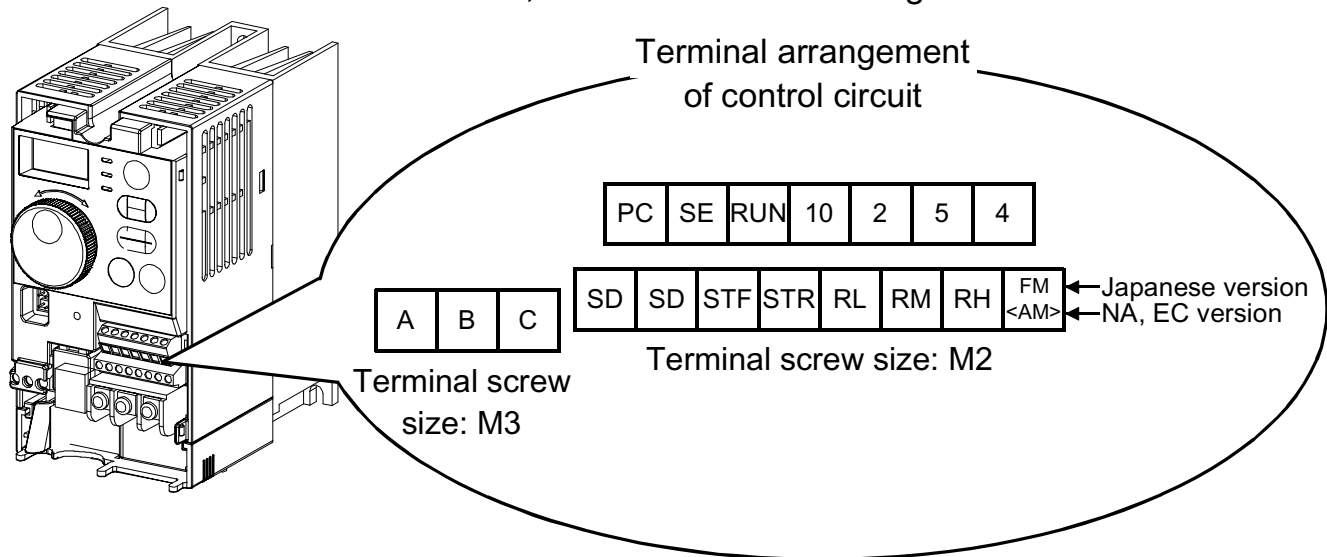 Terminal arrangement
of control circuit
PC SE RUN 10 2 5 4
SD SD STF STR RL RM RH FM <AM>
Japanese version
NA, EC version
A B C
Terminal screw size: M2
Terminal screw
size: M3